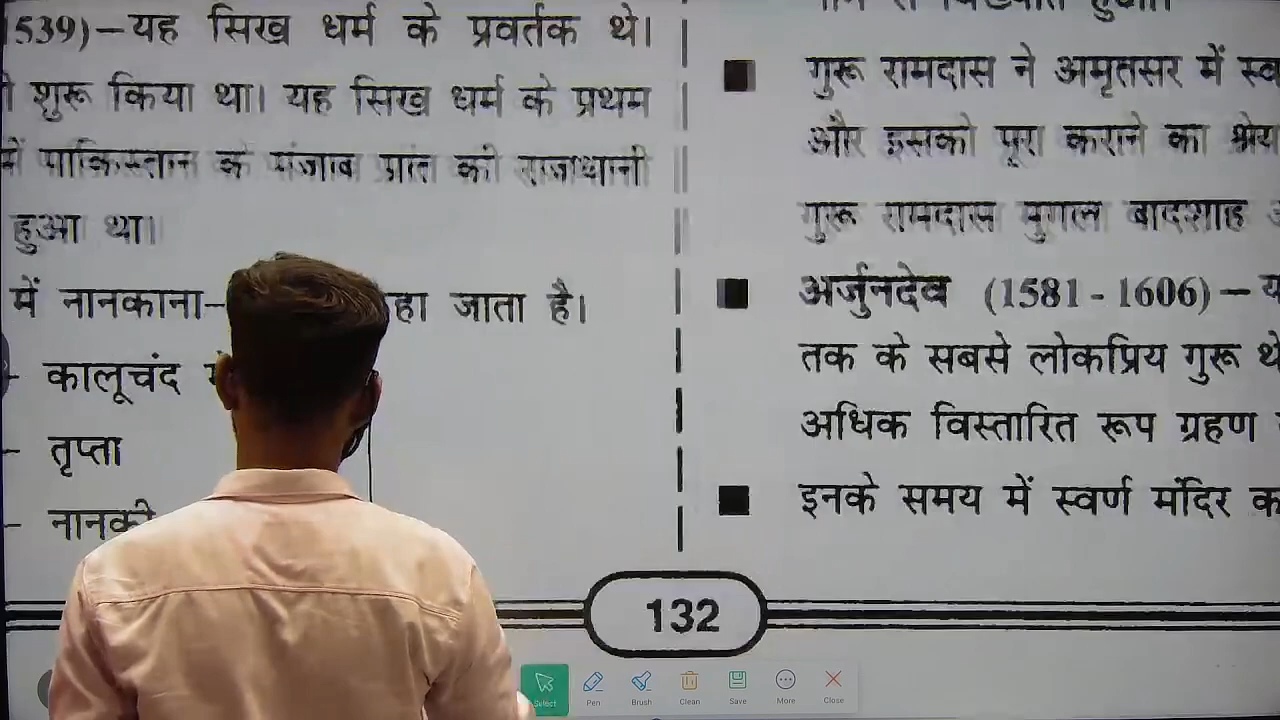 539)–यह सिख धर्म के प्रवर्तक थे।
शुरू किया था। यह सिख धर्म के प्रथम
में पाकिस्तान के पंजाब प्रांत की राजधानी
हुआ था।
में नानकाना– हा जाता है।
- कालूचंद
- तृप्ता
- नानकी
■ गुरू रामदास ने अमृतसर में स्व
और इसको पूरा कराने का श्रेय
गुरू रामदास मुगल बादशाह
■ अर्जुनदेव (1581 - 1606)–
तक के सबसे लोकप्रिय गुरू थे
अधिक विस्तारित रूप ग्रहण
■ इनके समय में स्वर्ण मंदिर क
132
Select Pen Brush Clean Save More Close